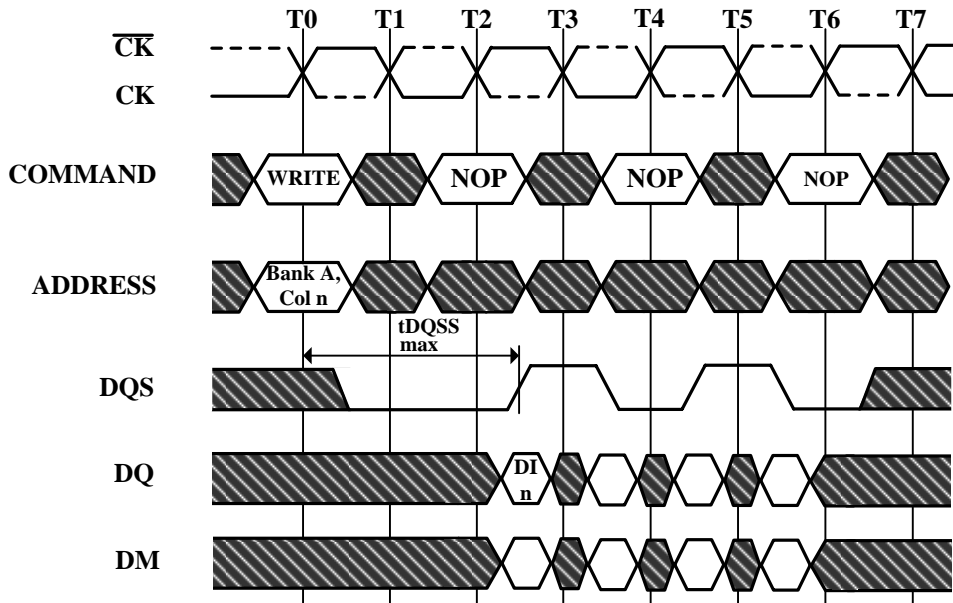 T0 T1 T2 T3 T4 T5 T6 T7
CK
CK
COMMAND
WRITE NOP NOP NOP
ADDRESS
Bank A,
Col n
tDQSS
max
DQS
DQ
DI
n
DM